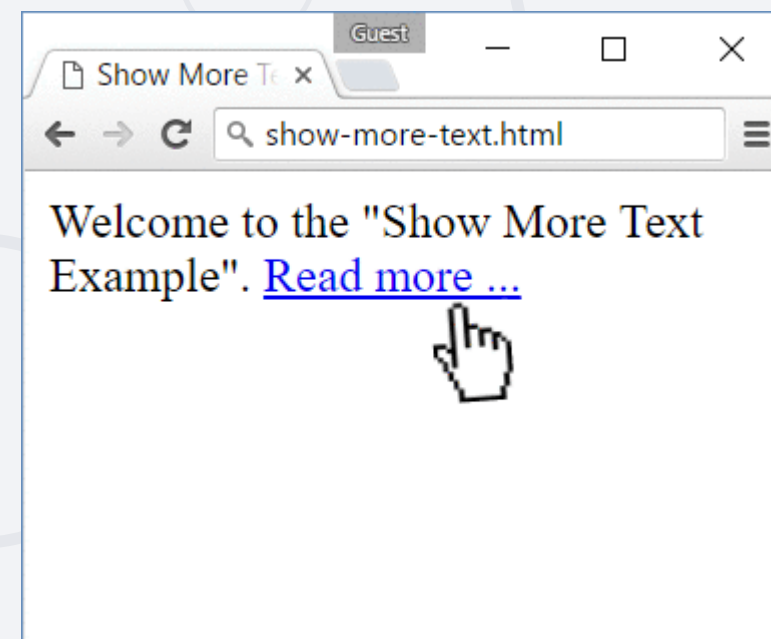 Guest
Show More Te
show-more-text.html
Welcome to the "Show More Text
Example". Read more ...